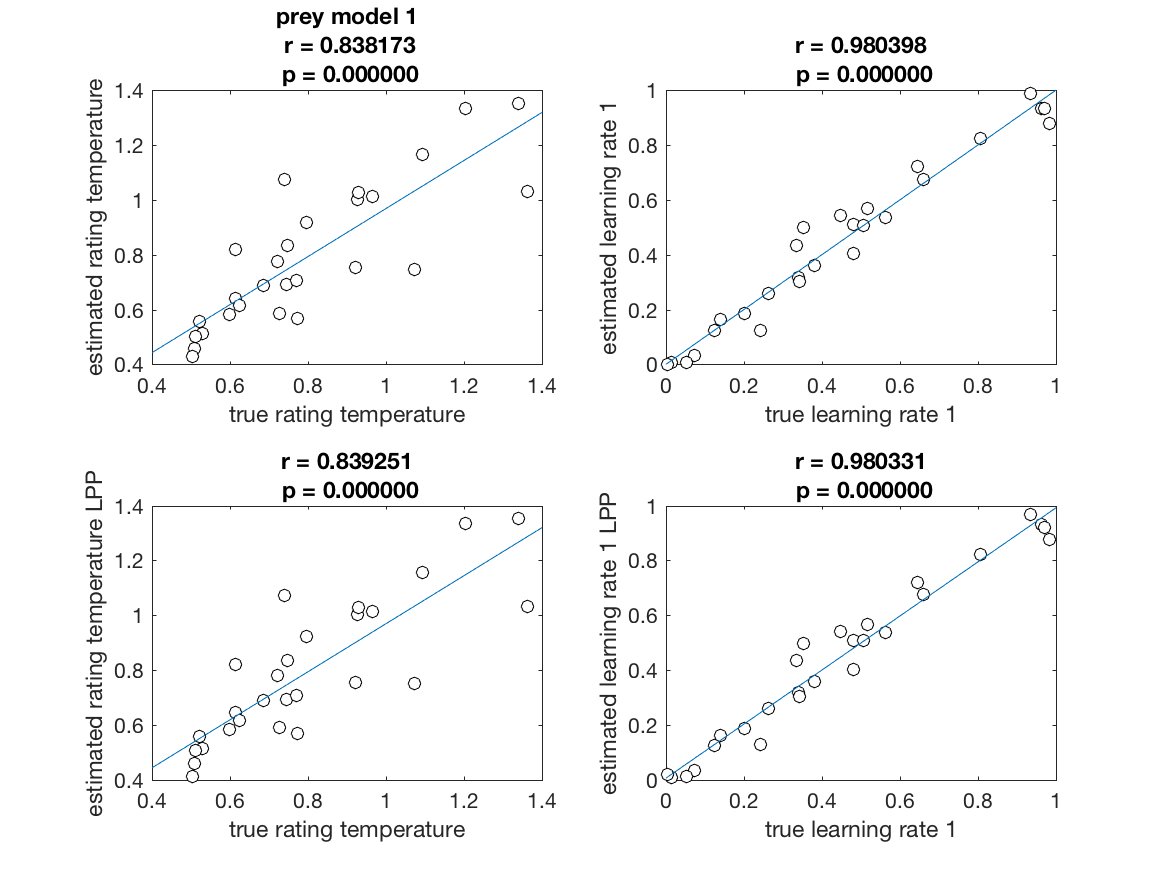 prey model 1
r = 0.838173
p = 0.000000
estimated rating temperature
1.4
1.2
1
0.8
0.6
0.4
0.4 0.6 0.8 1 1.2 1.4
true rating temperature
r = 0.980398
p = 0.000000
estimated learning rate 1
1
0.8
0.6
0.4
0.2
0
0 0.2 0.4 0.6 0.8 1
true learning rate 1
r = 0.839251
p = 0.000000
estimated rating temperature LPP
1.4
1.2
1
0.8
0.6
0.4
0.4 0.6 0.8 1 1.2 1.4
true rating temperature
r = 0.980331
p = 0.000000
estimated learning rate 1 LPP
1
0.8
0.6
0.4
0.2
0
0 0.2 0.4 0.6 0.8 1
true learning rate 1